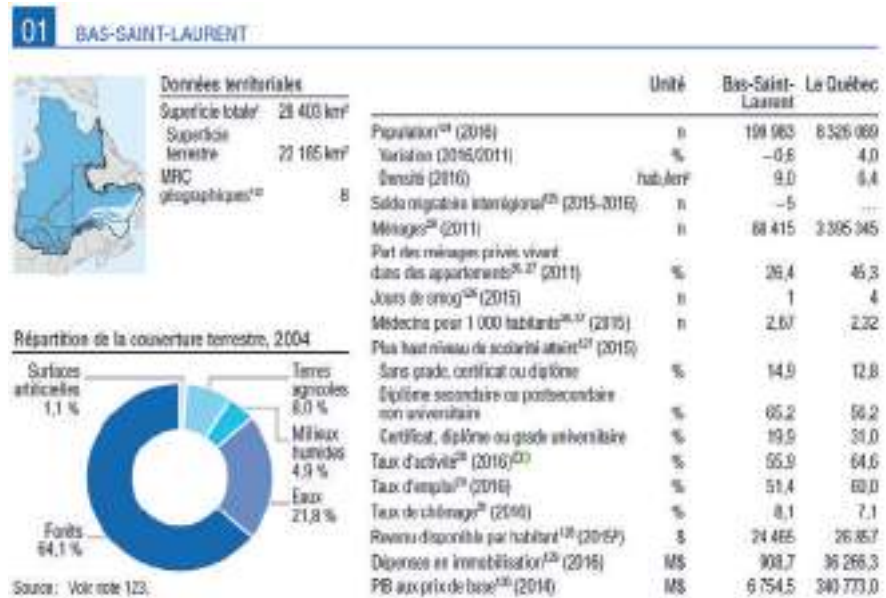 01 BAS-SAINT-LAURENT
Données territoriales
Superficie totale 28 403 km²
Superficie
terrestre 22 185 km²
MRC
géographiques 8
Répartition de la couverture terrestre, 2004
Surfaces
artificielles
1,1 %
Terres
agricoles
8,0 %
Milieux
humides
4,9 %
Eaux
21,8 %
Forêts
64,1 %
Source: Voir note 123.
Unité Bas-Saint- Le Québec
Laurent
Population (2016) n 199 983 8 326 089
Variation (2016/2011) % –0,6 4,0
Densité (2016) hab./km² 9,0 6,4
Solde migratoire interrégional (2015-2016) n –5 ...
Ménages (2011) n 88 415 3 395 345
Part des ménages privés vivant
dans des appartements (2011) % 26,4 45,3
Jours de smog (2015) n 1 4
Médecins pour 1 000 habitants (2015) n 2,67 2,32
Plus haut niveau de scolarité atteint (2015)
Sans grade, certificat ou diplôme % 14,9 12,8
Diplôme secondaire ou postsecondaire
non universitaire % 65,2 56,2
Certificat, diplôme ou grade universitaire % 19,9 31,0
Taux d'activité (2016) % 55,9 64,6
Taux d'emploi (2016) % 51,4 60,0
Taux de chômage (2016) % 8,1 7,1
Revenu disponible par habitant $ 24 465 26 857
Dépenses en immobilisation (2016) M$ 908,7 36 266,3
PIB aux prix de base (2014) M$ 6 754,5 340 773,0